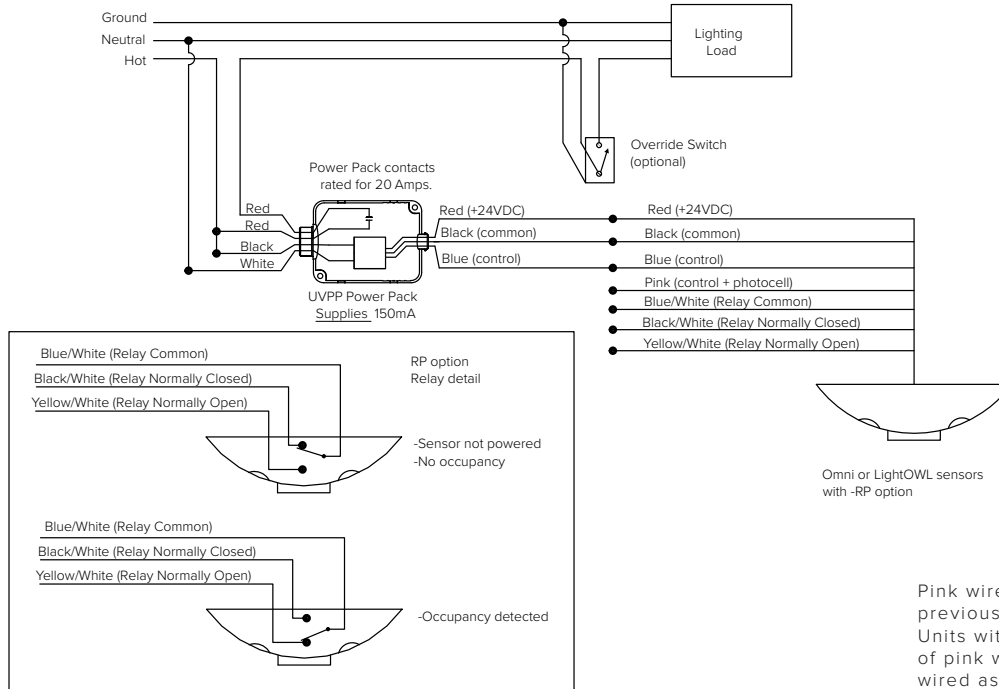 Ground
Neutral
Hot
Lighting
Load
Override Switch
(optional)
Power Pack contacts
rated for 20 Amps.
Red
Red
Black
White
Red (+24VDC)
Black (common)
Blue (control)
Red (+24VDC)
Black (common)
Blue (control)
Pink (control + photocell)
Blue/White (Relay Common)
Black/White (Relay Normally Closed)
Yellow/White (Relay Normally Open)
UVPP Power Pack
Supplies 150mA
Omni or LightOWL sensors
with -RP option
Blue/White (Relay Common)
Black/White (Relay Normally Closed)
Yellow/White (Relay Normally Open)
RP option
Relay detail
-Sensor not powered
-No occupancy
Blue/White (Relay Common)
Black/White (Relay Normally Closed)
Yellow/White (Relay Normally Open)
-Occupancy detected
Pink wire
previous
Units wit
of pink w
wired as